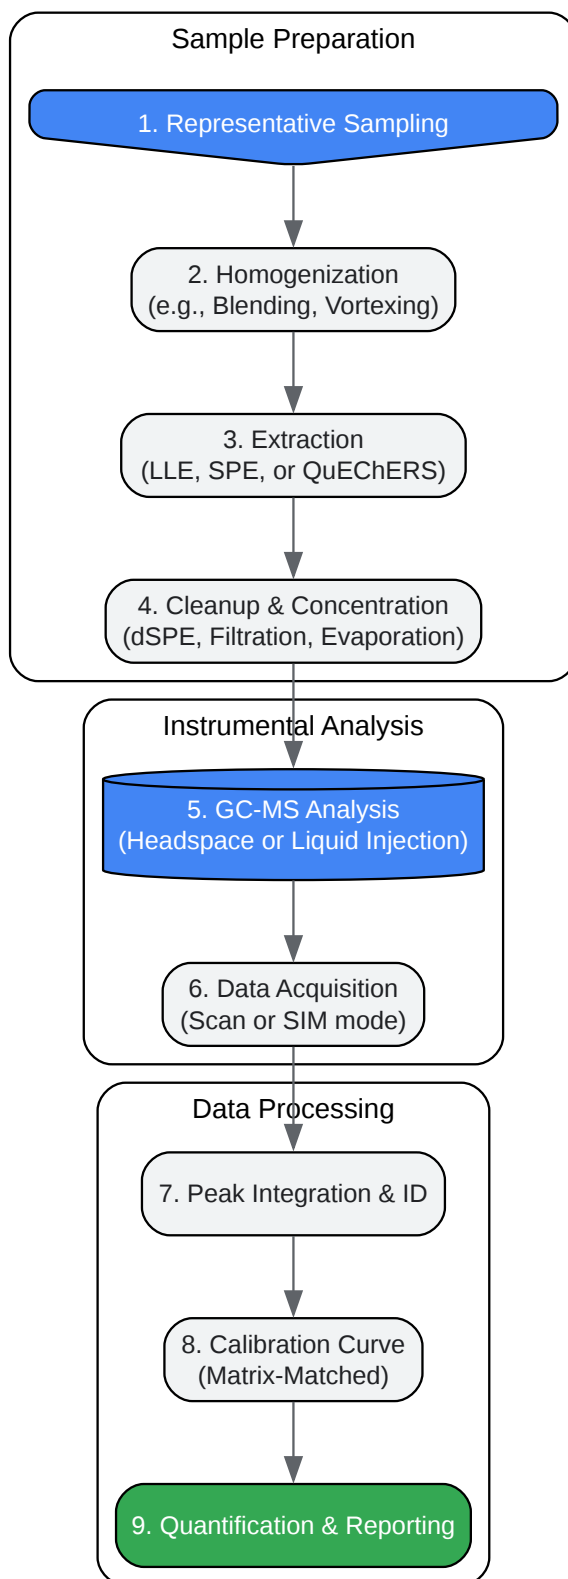 Sample Preparation
1. Representative Sampling
2. Homogenization
(e.g., Blending, Vortexing)
3. Extraction
(LLE, SPE, or QuEChERS)
4. Cleanup & Concentration
(dSPE, Filtration, Evaporation)
Instrumental Analysis
5. GC-MS Analysis
(Headspace or Liquid Injection)
6. Data Acquisition
(Scan or SIM mode)
Data Processing
7. Peak Integration & ID
8. Calibration Curve
(Matrix-Matched)
9. Quantification & Reporting